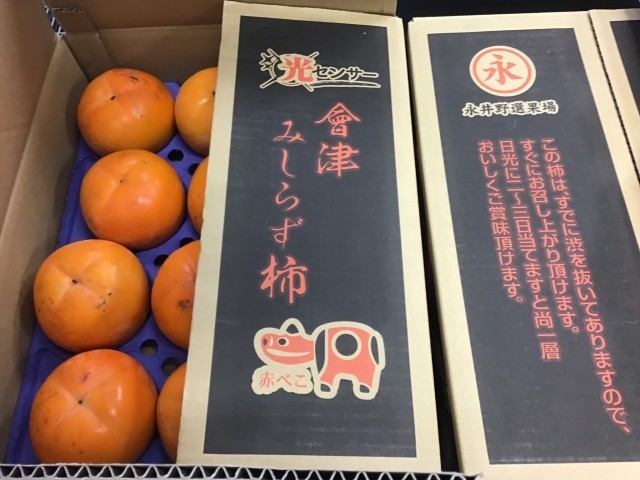 光センサー
會津
みしらず
柿
赤べこ
永
永井野選果場
この柿は、すでに渋を抜いてありますので、
すぐにお召し上がり頂けます。
日光に二〜三日当てますと尚一層
おいしくご賞味頂けます。